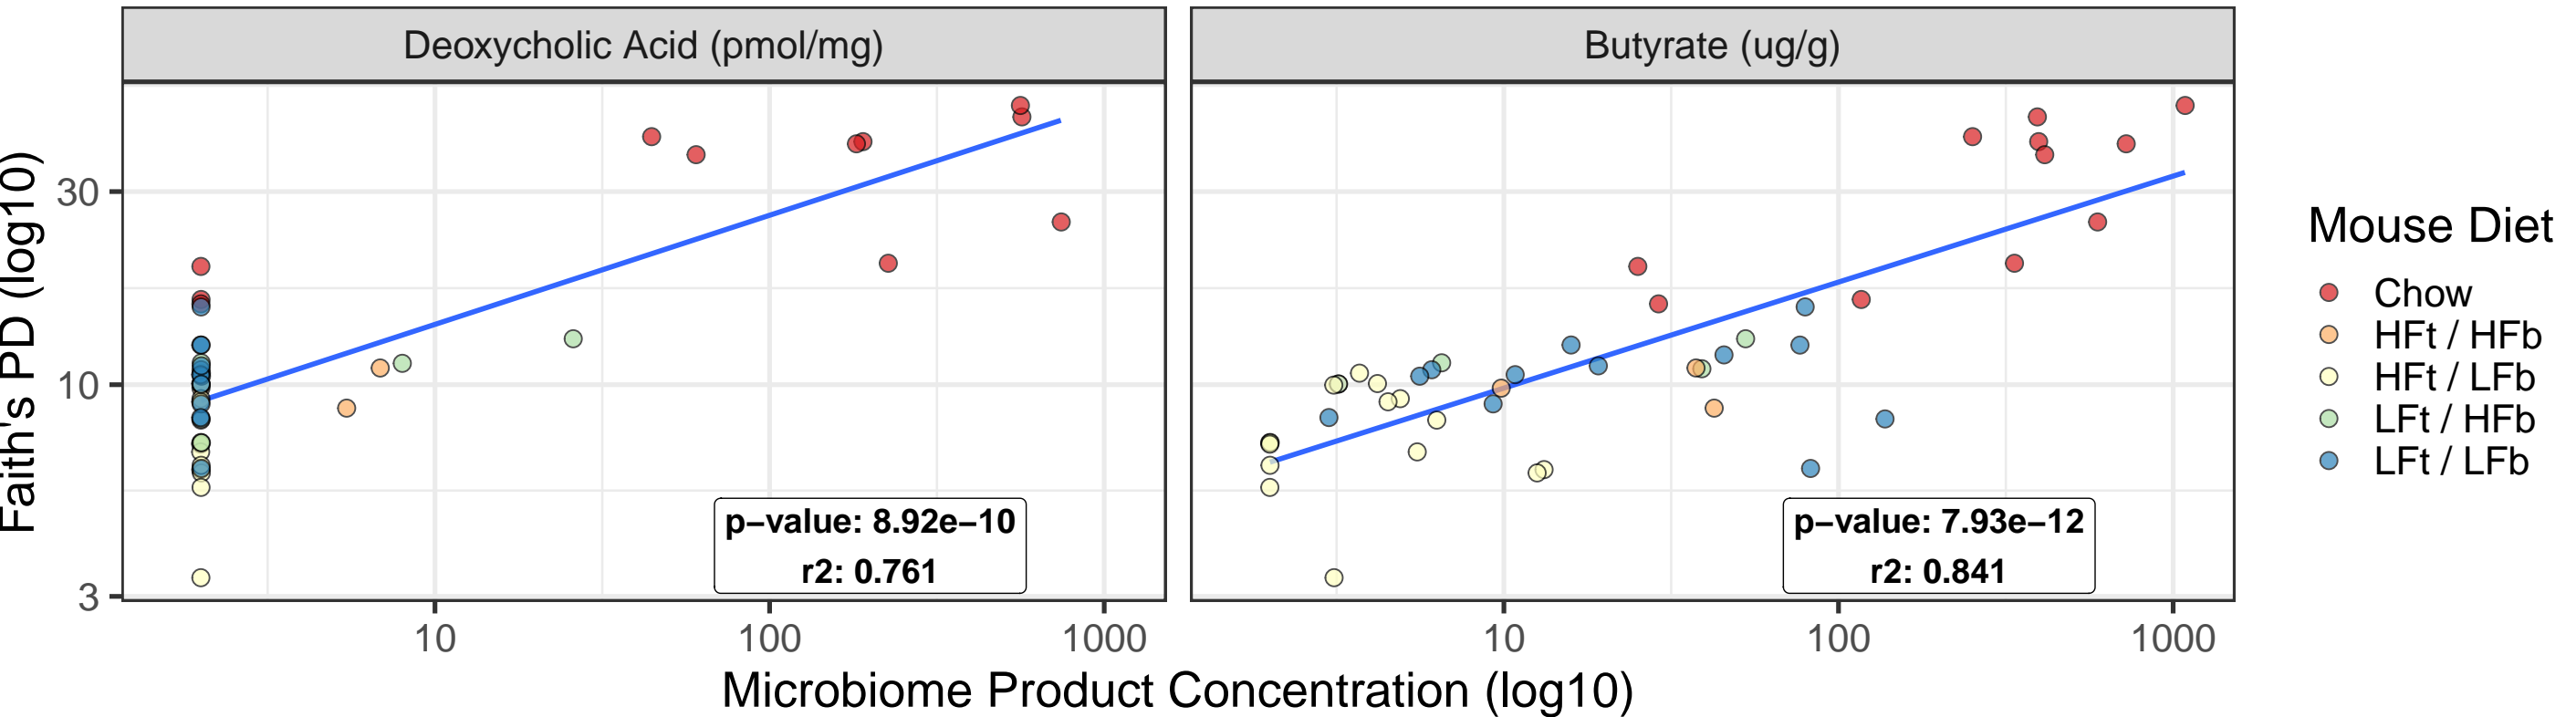 Deoxycholic Acid (pmol/mg)
Butyrate (ug/g)
Faith's PD (log10)
30
10
3
p−value: 8.92e−10
r2: 0.761
p−value: 7.93e−12
r2: 0.841
10
100
1000
10
100
1000
Microbiome Product Concentration (log10)
Mouse Diet
Chow
HFt / HFb
HFt / LFb
LFt / HFb
LFt / LFb